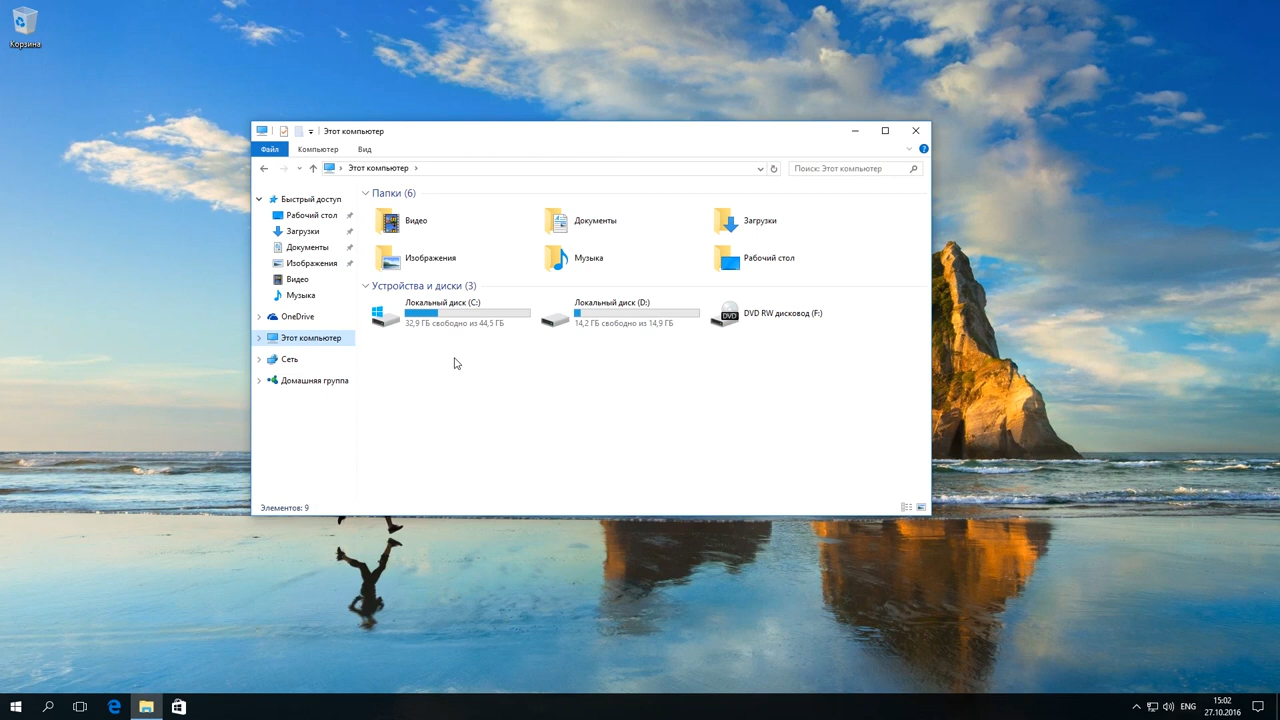 Корзина
Этот компьютер
Файл
Компьютер
Вид
Этот компьютер
Поиск: Этот компьютер
Быстрый доступ
Рабочий стол
Загрузки
Документы
Изображения
Видео
Музыка
OneDrive
Этот компьютер
Сеть
Домашняя группа
Папки (6)
Видео
Документы
Загрузки
Изображения
Музыка
Рабочий стол
Устройства и диски (3)
Локальный диск (C:)
32,9 ГБ свободно из 44,5 ГБ
Локальный диск (D:)
14,2 ГБ свободно из 14,9 ГБ
DVD
DVD RW дисковод (F:)
Элементов: 9
ENG
15:02
27.10.2016